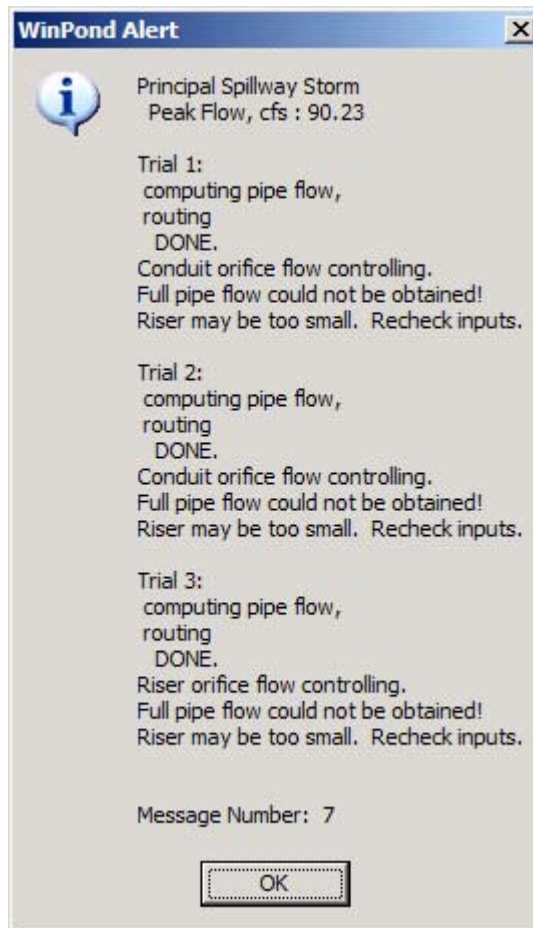 WinPond Alert
Principal Spillway Storm
Peak Flow, cfs : 90.23
Trial 1:
computing pipe flow,
routing
DONE.
Conduit orifice flow controlling.
Full pipe flow could not be obtained!
Riser may be too small.  Recheck inputs.
Trial 2:
computing pipe flow,
routing
DONE.
Conduit orifice flow controlling.
Full pipe flow could not be obtained!
Riser may be too small.  Recheck inputs.
Trial 3:
computing pipe flow,
routing
DONE.
Riser orifice flow controlling.
Full pipe flow could not be obtained!
Riser may be too small.  Recheck inputs.
Message Number:  7
OK